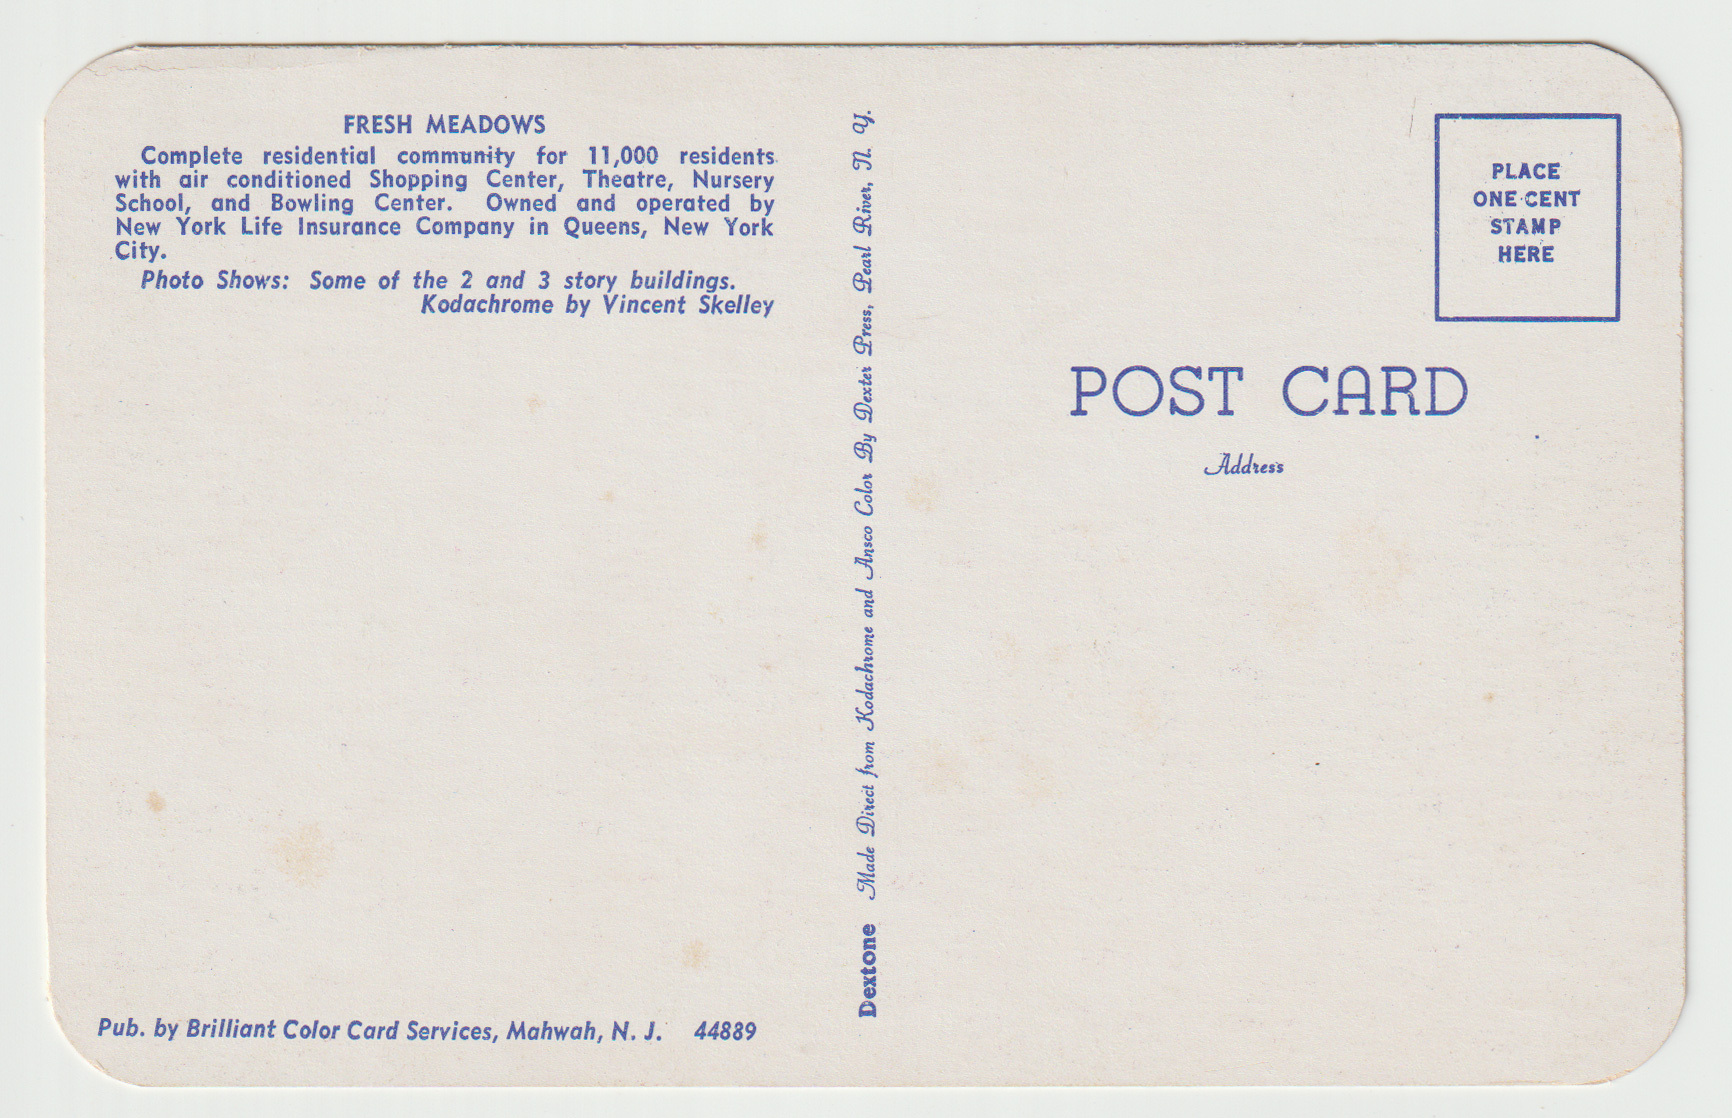 FRESH MEADOWS
Complete residential community for 11,000 residents
with air conditioned Shopping Center, Theatre, Nursery
School, and Bowling Center. Owned and operated by
New York Life Insurance Company in Queens, New York
City.
Photo Shows: Some of the 2 and 3 story buildings.
Kodachrome by Vincent Skelley
Pub. by Brilliant Color Card Services, Mahwah, N. J. 44889
Dextone Made Direct from Kodachrome and Ansco Color By Dexter Press, Pearl River, N. Y.
PLACE
ONE CENT
STAMP
HERE
POST CARD
Address